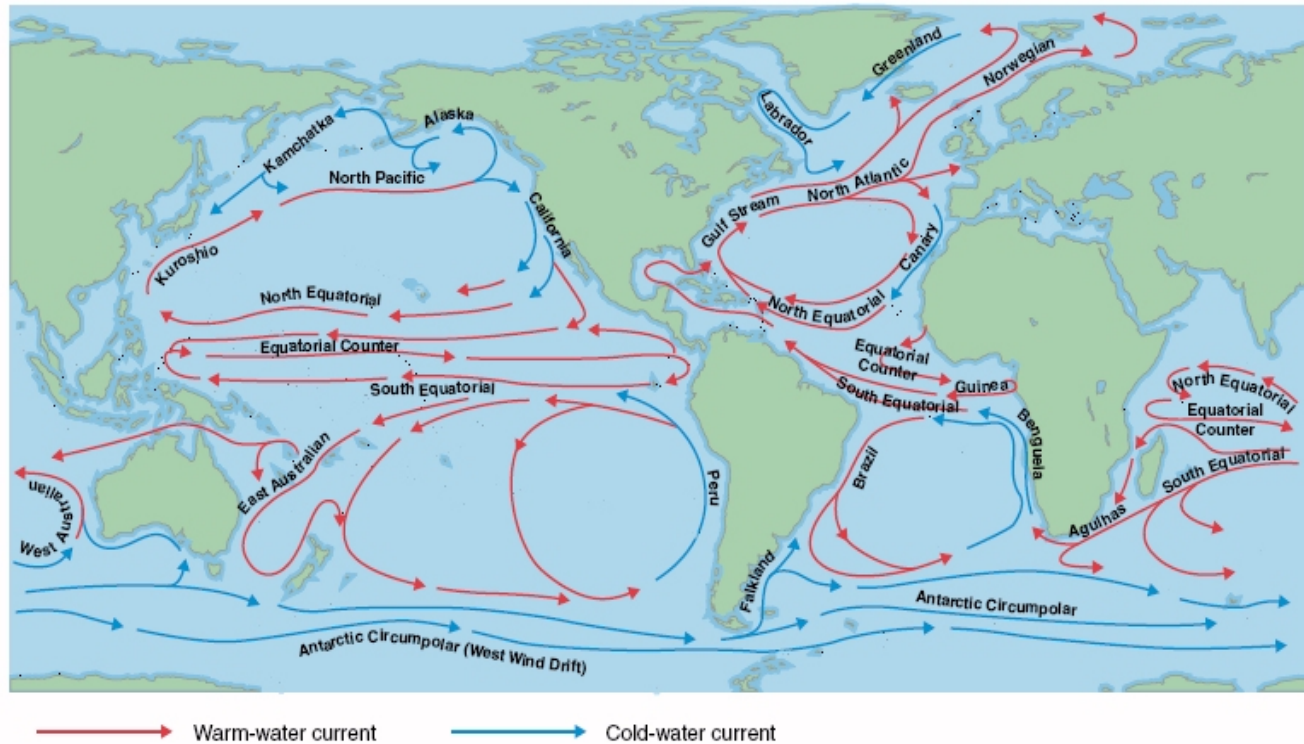 Greenland
Norwegian
Labrador
Alaska
Kamchatka
North Pacific
North Atlantic
Gulf Stream
California
Canary
Kuroshio
North Equatorial
North Equatorial
Equatorial Counter
Equatorial
Counter
Guinea
South Equatorial
South Equatorial
North Equatorial
Equatorial
Counter
South Equatorial
Benguela
Peru
Brazil
East Australian
West Australian
Agulhas
Falkland
Antarctic Circumpolar
Antarctic Circumpolar (West Wind Drift)
Warm-water current
Cold-water current